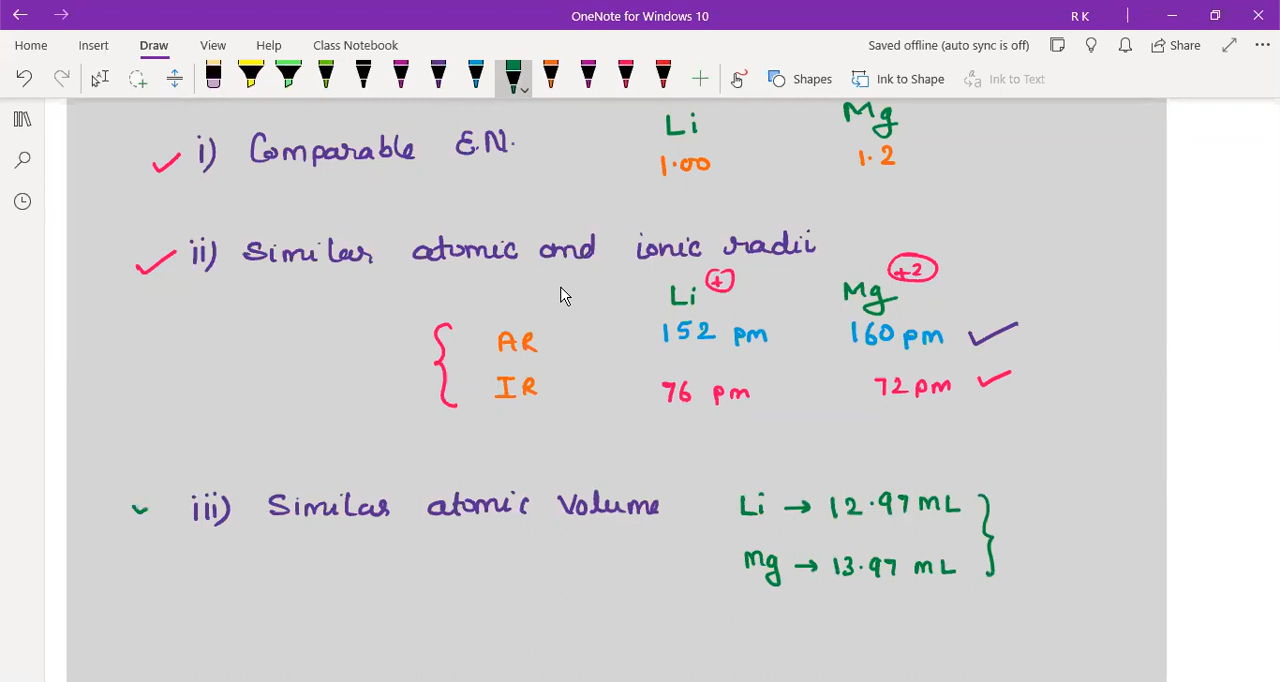 OneNote for Windows 10
R K
Home Insert Draw View Help Class Notebook
Saved offline (auto sync is off)
Share
Shapes
Ink to Shape
Ink to Text
Li Mg
i) Comparable E.N. 1.00 1.2
ii) Similar atomic and ionic radii
Li + Mg +2
AR 152 pm 160 pm
IR 76 pm 72 pm
iii) Similar atomic Volume Li → 12.97 mL
Mg → 13.97 mL